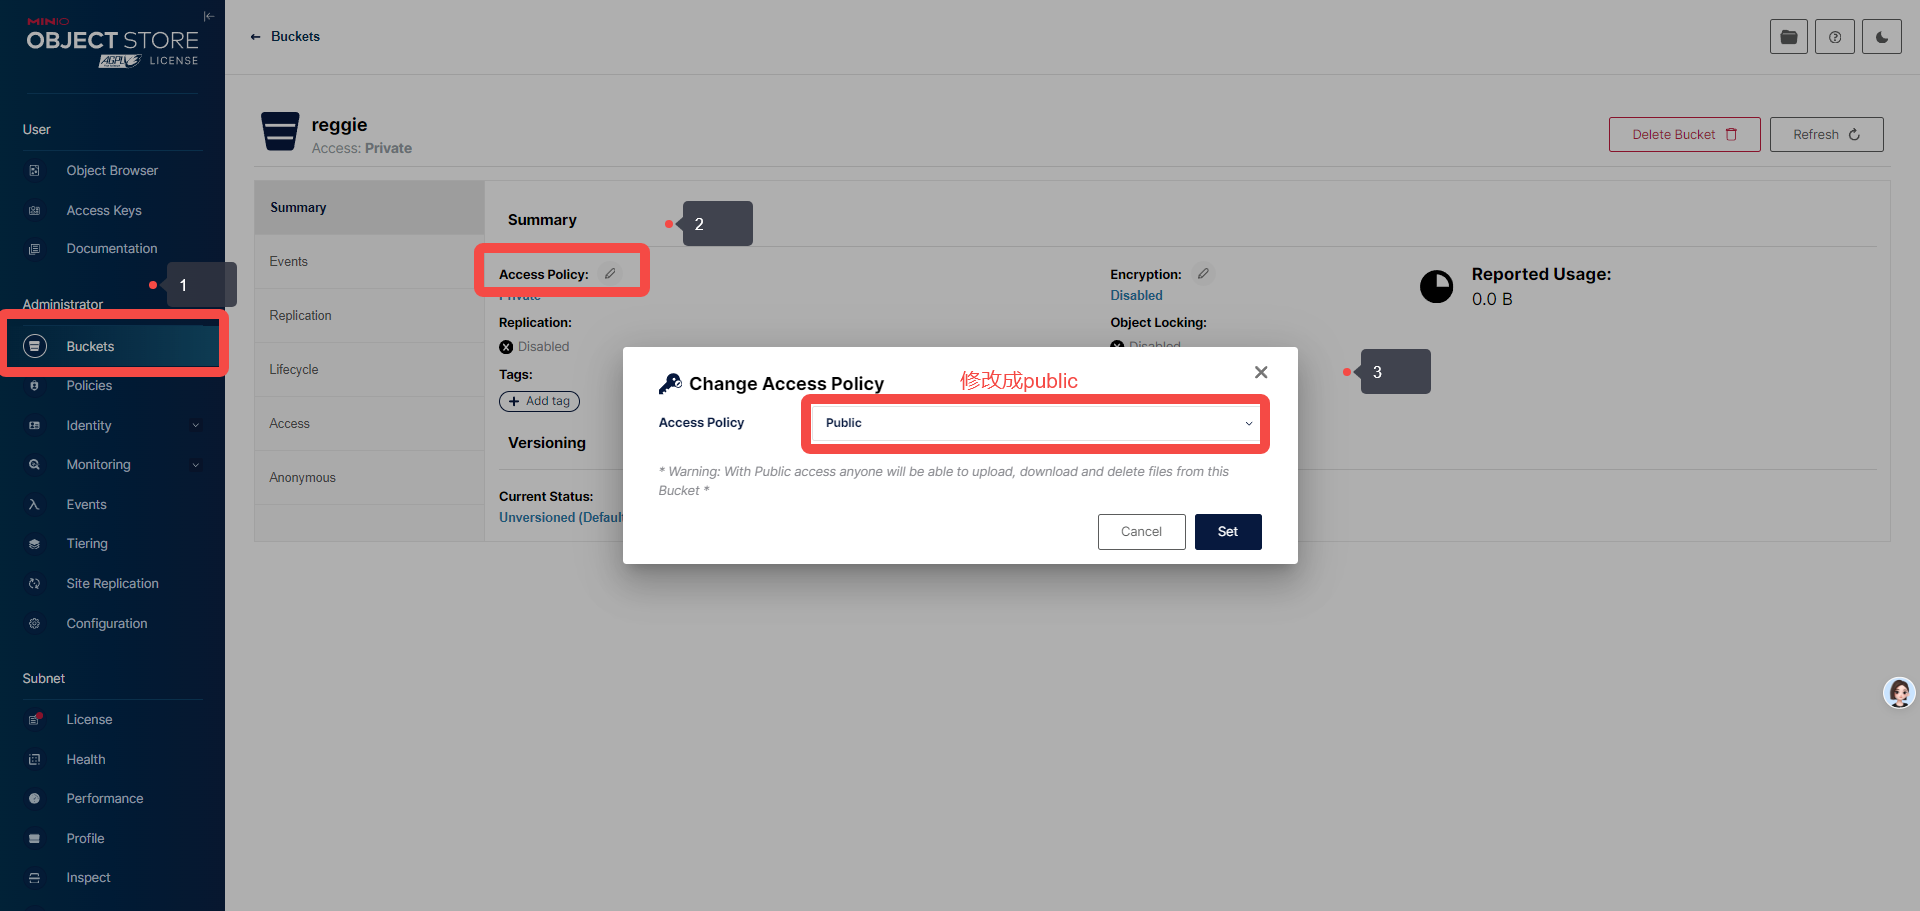 MINIO
OBJECT STORE
AGPLv3 LICENSE
User
Object Browser
Access Keys
Documentation
1
Administrator
Buckets
Policies
Identity
Monitoring
Events
Tiering
Site Replication
Configuration
Subnet
License
Health
Performance
Profile
Inspect
Buckets
reggie
Access: Private
Delete Bucket
Refresh
Summary
Events
Replication
Lifecycle
Access
Anonymous
Summary
2
Access Policy:
Private
Encryption:
Disabled
Reported Usage:
0.0 B
Replication:
Disabled
Object Locking:
Disabled
Tags:
Add tag
Versioning
Current Status:
Unversioned (Defaul
3
Change Access Policy
修改成public
Access Policy
Public
* Warning: With Public access anyone will be able to upload, download and delete files from this
Bucket *
Cancel
Set